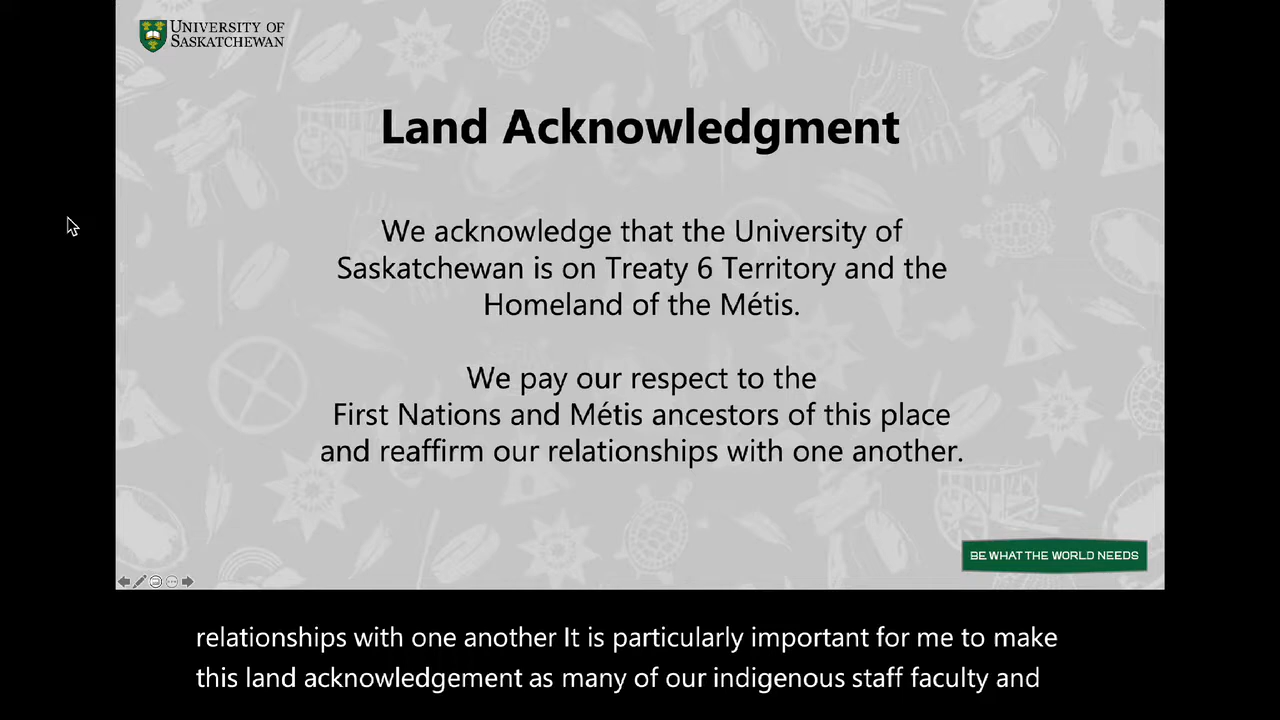 UNIVERSITY OF
SASKATCHEWAN
Land Acknowledgment
We acknowledge that the University of
Saskatchewan is on Treaty 6 Territory and the
Homeland of the Métis.
We pay our respect to the
First Nations and Métis ancestors of this place
and reaffirm our relationships with one another.
BE WHAT THE WORLD NEEDS
relationships with one another It is particularly important for me to make
this land acknowledgement as many of our indigenous staff faculty and